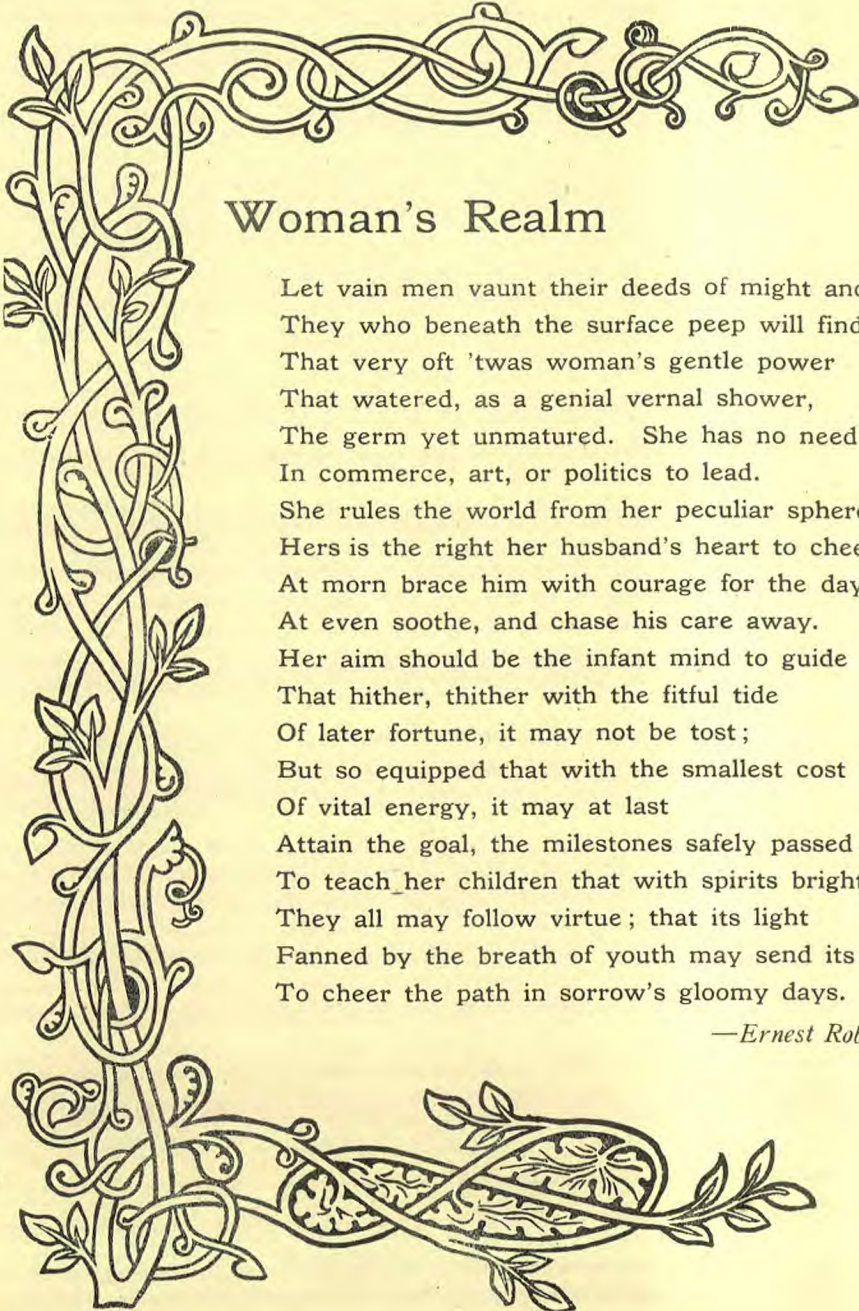 Woman's Realm
Let vain men vaunt their deeds of might and
They who beneath the surface peep will find
That very oft 'twas woman's gentle power
That watered, as a genial vernal shower,
The germ yet unmatured. She has no need
In commerce, art, or politics to lead.
She rules the world from her peculiar sphere
Hers is the right her husband's heart to chee
At morn brace him with courage for the day
At even soothe, and chase his care away.
Her aim should be the infant mind to guide
That hither, thither with the fitful tide
Of later fortune, it may not be tost;
But so equipped that with the smallest cost
Of vital energy, it may at last
Attain the goal, the milestones safely passed
To teach her children that with spirits bright
They all may follow virtue; that its light
Fanned by the breath of youth may send its
To cheer the path in sorrow's gloomy days.
—Ernest Rob